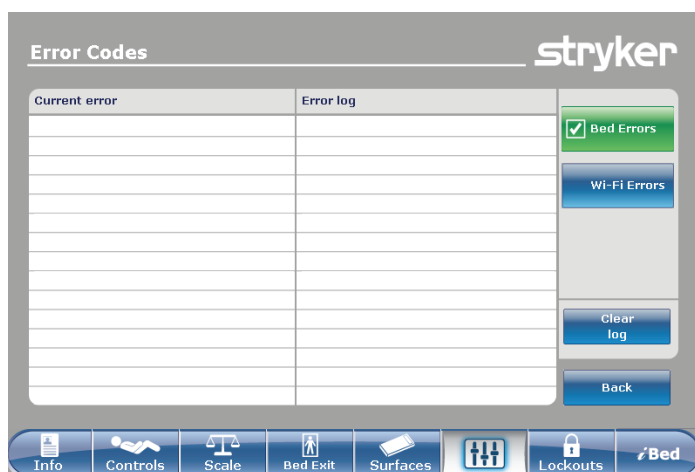 Error Codes
stryker
Current error
Error log
Bed Errors
Wi-Fi Errors
Clear
log
Back
Info
Controls
Scale
Bed Exit
Surfaces
Lockouts
iBed